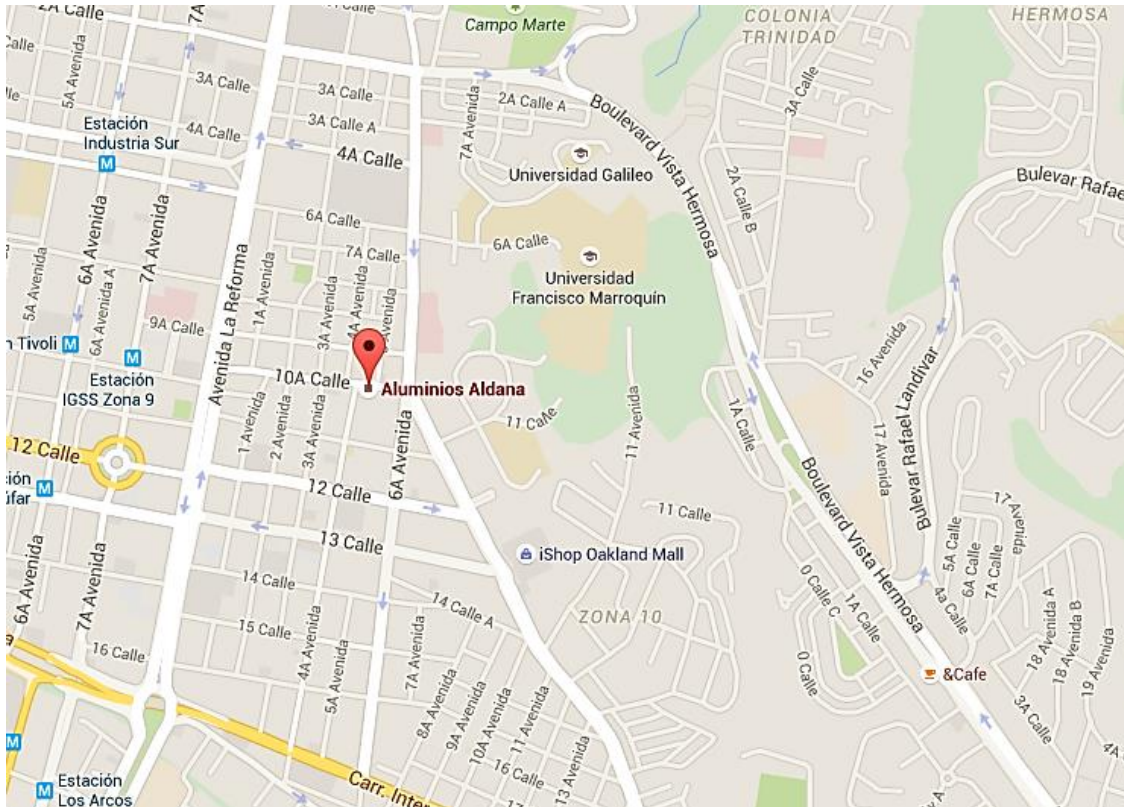 2A Calle
7A
Campo Marte
COLONIA
TRINIDAD
HERMOSA
Calle
5A Avenida
3A Calle
3A Calle
2A Calle A
3A Calle
Boulevard Vista Hermosa
Estación
Industria Sur
4A Calle
3A Calle A
4A Calle
7A Avenida
Universidad Galileo
2A Calle B
Bulevar Rafael
6A Avenida
7A Avenida
Avenida La Reforma
6A Calle
7A Calle
6A Calle
Universidad
Francisco Marroquín
5A Avenida
6A Avenida A
1A Avenida
3A Avenida
4A Avenida
9A Calle
Tivoli
Estación
IGSS Zona 9
10A Calle
Aluminios Aldana
11 Calle
11 Avenida
16 Avenida
17 Avenida
Bulevar Rafael Landivar
1A Calle
12 Calle
1 Avenida
2 Avenida
3A Avenida
6A Avenida
12 Calle
13 Calle
iShop Oakland Mall
11 Calle
Boulevard Vista Hermosa
17 Avenida
5A Calle
6A Calle
7A Calle
4a Calle
6A Avenida
7A Avenida
14 Calle
14 Calle A
ZONA 10
0 Calle C
1A Calle
0 Calle
18 Avenida A
18 Avenida B
19 Avenida
15 Calle
16 Calle
4A Avenida
5A Avenida
7A Avenida
8A Avenida
9A Avenida
10A Avenida
11 Avenida
&Cafe
3A Calle
4A
16 Calle
17
Carr. Inter
Estación
Los Arcos